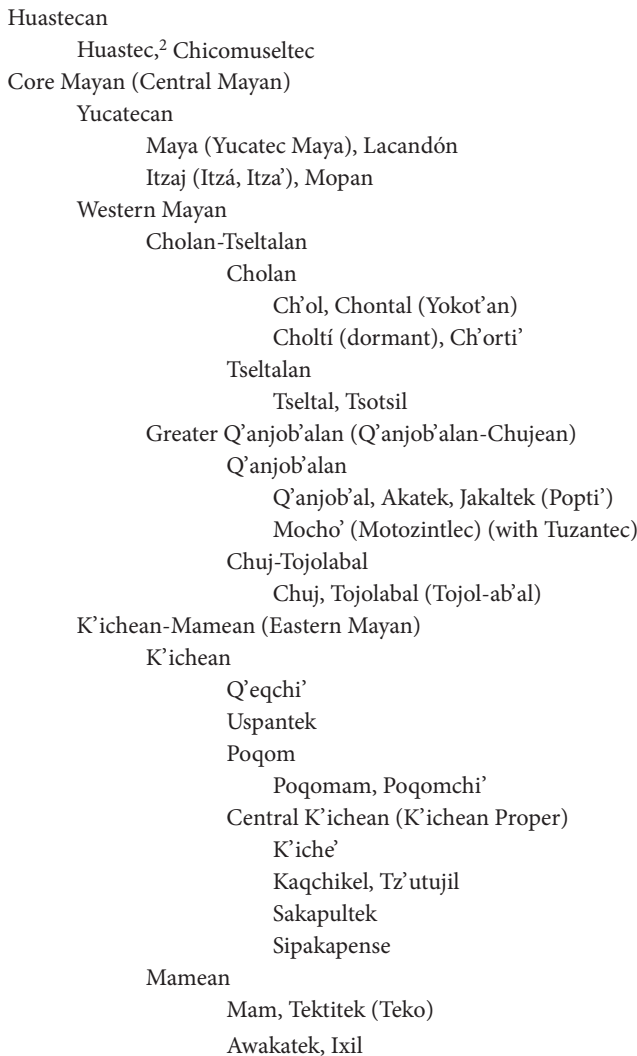 Huastecan
Huastec,² Chicomuseltec
Core Mayan (Central Mayan)
Yucatecan
Maya (Yucatec Maya), Lacandón
Itzaj (Itzá, Itza’), Mopan
Western Mayan
Cholan-Tseltalan
Cholan
Ch’ol, Chontal (Yokot’an)
Choltí (dormant), Ch’orti’
Tseltalan
Tseltal, Tsotsil
Greater Q’anjob’alan (Q’anjob’alan-Chujean)
Q’anjob’alan
Q’anjob’al, Akatek, Jakaltek (Popti’)
Mocho’ (Motozintlec) (with Tuzantec)
Chuj-Tojolabal
Chuj, Tojolabal (Tojol-ab’al)
K’ichean-Mamean (Eastern Mayan)
K’ichean
Q’eqchi’
Uspantek
Poqom
Poqomam, Poqomchi’
Central K’ichean (K’ichean Proper)
K’iche’
Kaqchikel, Tz’utujil
Sakapultek
Sipakapense
Mamean
Mam, Tektitek (Teko)
Awakatek, Ixil